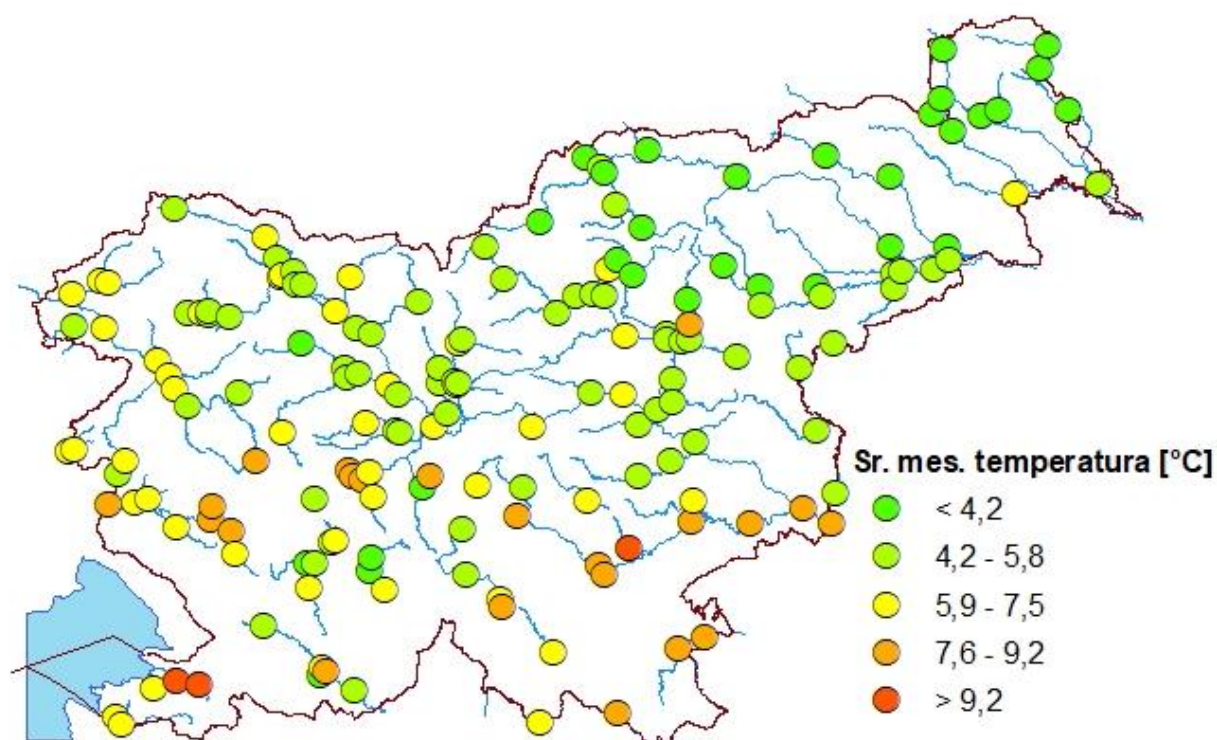 Sr. mes. temperatura [°C]
< 4,2
4,2 - 5,8
5,9 - 7,5
7,6 - 9,2
> 9,2